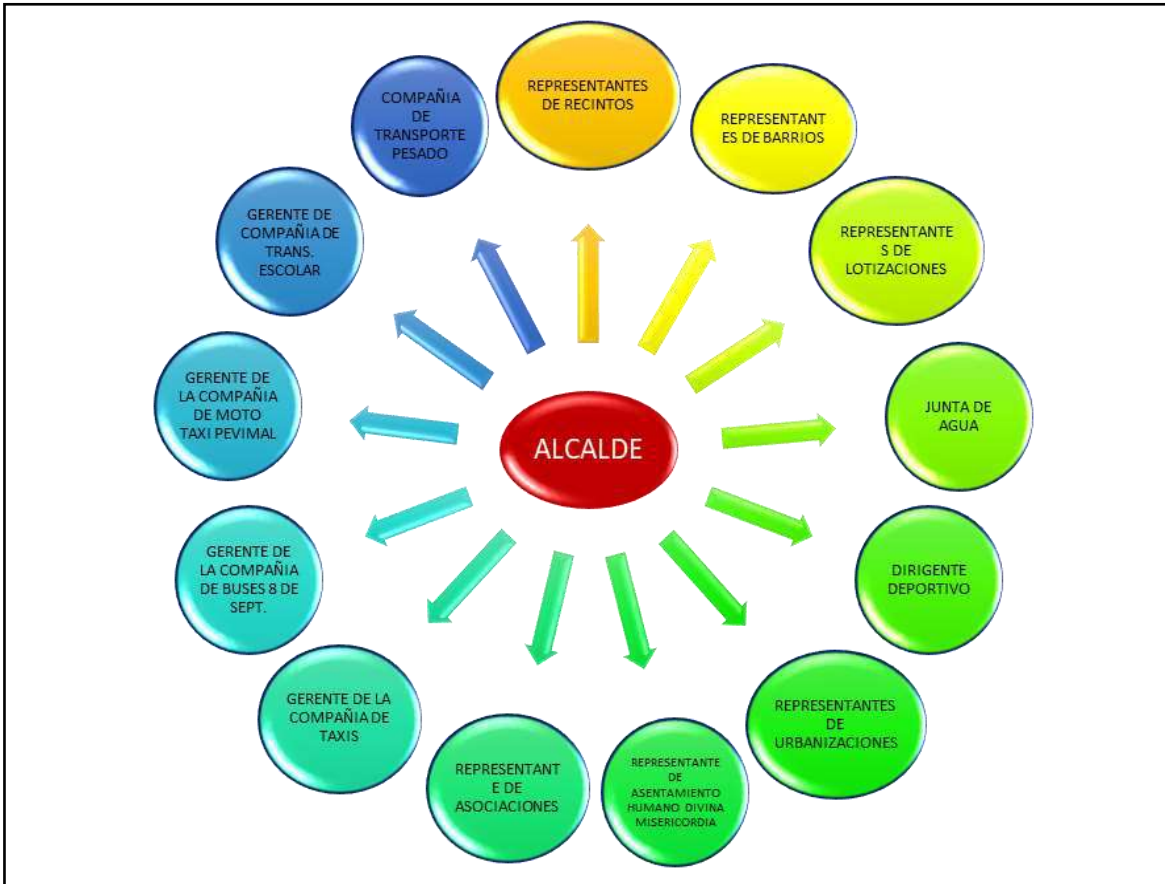 REPRESENTANTES
DE RECINTOS
REPRESENTANT
ES DE BARRIOS
REPRESENTANTE
S DE
LOTIZACIONES
JUNTA DE
AGUA
DIRIGENTE
DEPORTIVO
REPRESENTANTES
DE
URBANIZACIONES
REPRESENTANTE
DE
ASENTAMIENTO
HUMANO DIVINA
MISERICORDIA
REPRESENTANT
E DE
ASOCIACIONES
GERENTE DE LA
COMPAÑIA DE
TAXIS
GERENTE DE
LA COMPAÑIA
DE BUSES 8 DE
SEPT.
GERENTE DE
LA COMPAÑIA
DE MOTO
TAXI PEVIMAL
GERENTE DE
COMPAÑIA DE
TRANS.
ESCOLAR
COMPAÑIA
DE
TRANSPORTE
PESADO
ALCALDE